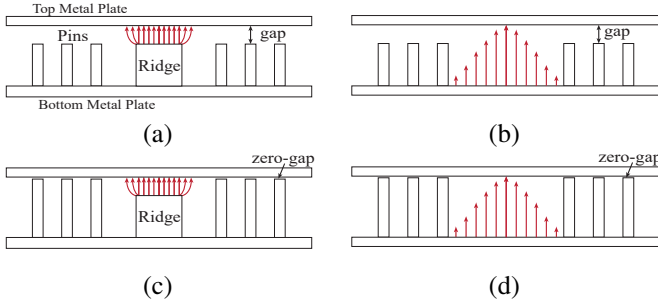 Top Metal Plate
Pins
gap
Ridge
Bottom Metal Plate
(a)
gap
(b)
zero-gap
Ridge
(c)
zero-gap
(d)